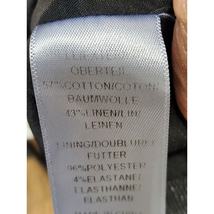 OBERTEIL
57%COTTON/COTON/
BAUMWOLLE
43%LINEN/LIN/
LEINEN
LINING/DOUBLURE/
FUTTER
96%POLYESTER
4%ELASTANE/
ELASTHANNE/
ELASTHAN